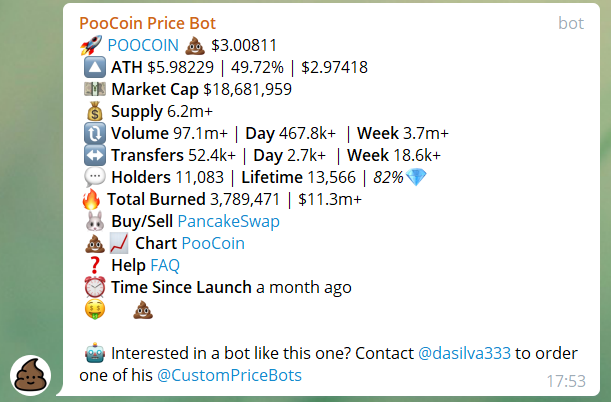 PooCoin Price Bot bot
🚀 POOCOIN 💩 $3.00811
🔼 ATH $5.98229 | 49.72% | $2.97418
💵 Market Cap $18,681,959
💰 Supply 6.2m+
🔃 Volume 97.1m+ | Day 467.8k+ | Week 3.7m+
↔️ Transfers 52.4k+ | Day 2.7k+ | Week 18.6k+
💬 Holders 11,083 | Lifetime 13,566 | 82%💎
🔥 Total Burned 3,789,471 | $11.3m+
🐰 Buy/Sell PancakeSwap
💩📈 Chart PooCoin
❓ Help FAQ
⏰ Time Since Launch a month ago
🤑 💩
🤖 Interested in a bot like this one? Contact @dasilva333 to order
one of his @CustomPriceBots
17:53